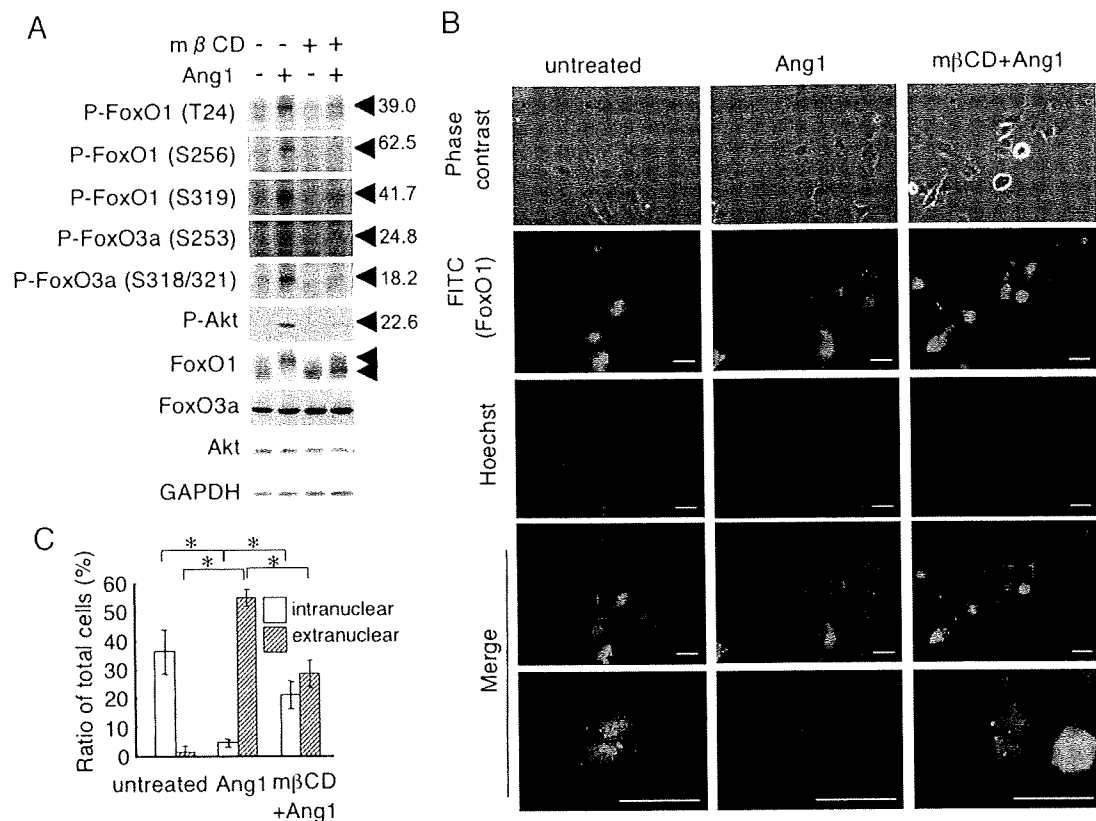 A
mβCD - - + +
Ang1 - + - +
P-FoxO1 (T24) 39.0
P-FoxO1 (S256) 62.5
P-FoxO1 (S319) 41.7
P-FoxO3a (S253) 24.8
P-FoxO3a (S318/321) 18.2
P-Akt 22.6
FoxO1
FoxO3a
Akt
GAPDH
B
untreated Ang1 mβCD+Ang1
Phase
contrast
FITC
(FoxO1)
Hoechst
Merge
C
* *
* *
Ratio of total cells (%)
60
50
40
30
20
10
0
intranuclear
extranuclear
untreated Ang1 mβCD
+Ang1